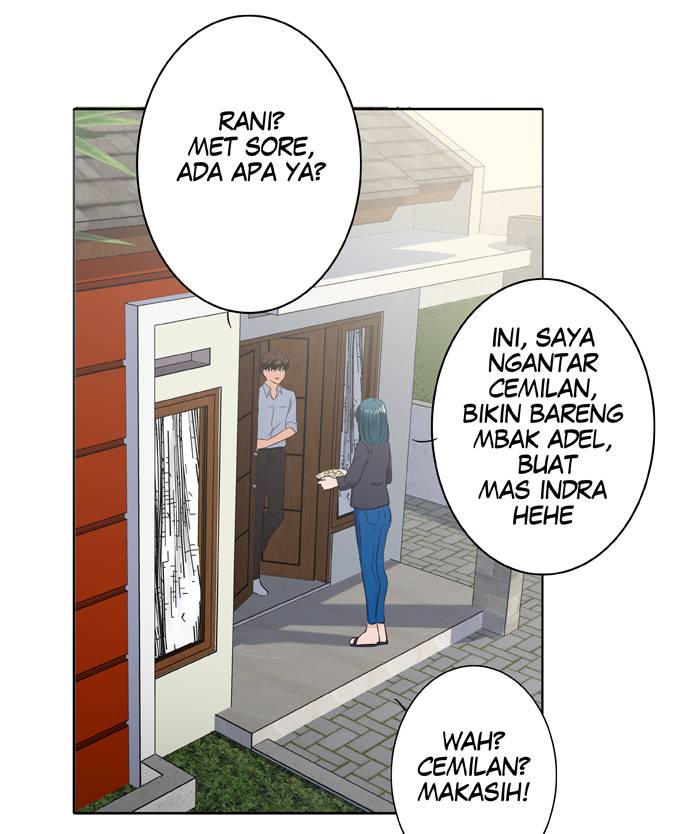 RANI?
MET SORE,
ADA APA YA?
INI, SAYA
NGANTAR
CEMILAN,
BIKIN BARENG
MBAK ADEL,
BUAT
MAS INDRA
HEHE
WAH?
CEMILAN?
MAKASIH!